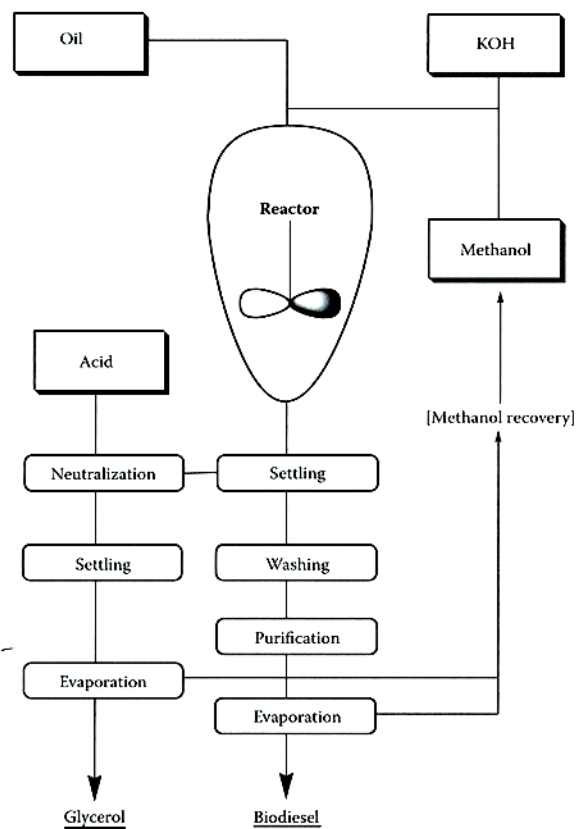 Oil
KOH
Reactor
Methanol
Acid
[Methanol recovery]
Neutralization
Settling
Settling
Washing
Purification
Evaporation
Evaporation
Glycerol
Biodiesel